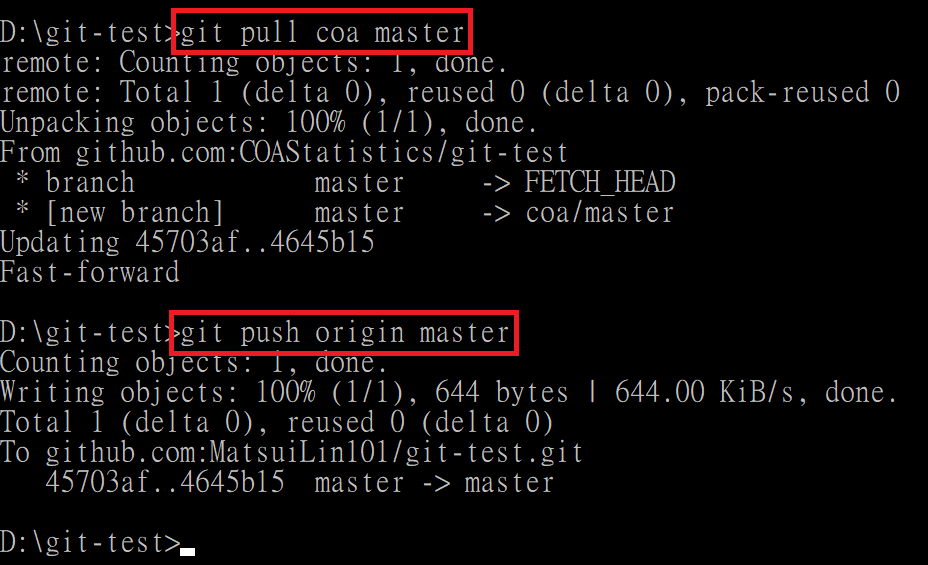 D:\git-test>git pull coa master
remote: Counting objects: 1, done.
remote: Total 1 (delta 0), reused 0 (delta 0), pack-reused 0
Unpacking objects: 100% (1/1), done.
From github.com:COAStatistics/git-test
 * branch            master     -> FETCH_HEAD
 * [new branch]      master     -> coa/master
Updating 45703af..4645b15
Fast-forward

D:\git-test>git push origin master
Counting objects: 1, done.
Writing objects: 100% (1/1), 644 bytes | 644.00 KiB/s, done.
Total 1 (delta 0), reused 0 (delta 0)
To github.com:MatsuiLin101/git-test.git
   45703af..4645b15  master -> master

D:\git-test>